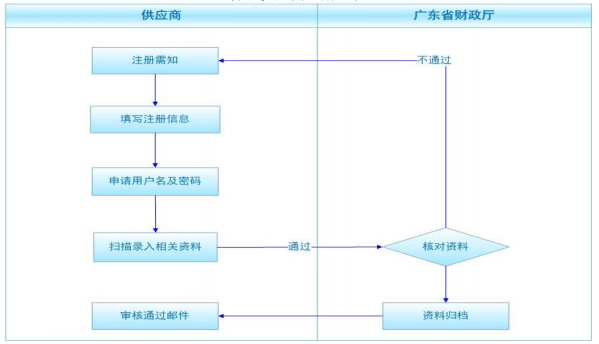 供应商
广东省财政厅
注册需知
不通过
填写注册信息
申请用户名及密码
扫描录入相关资料
通过
核对资料
审核通过邮件
资料归档